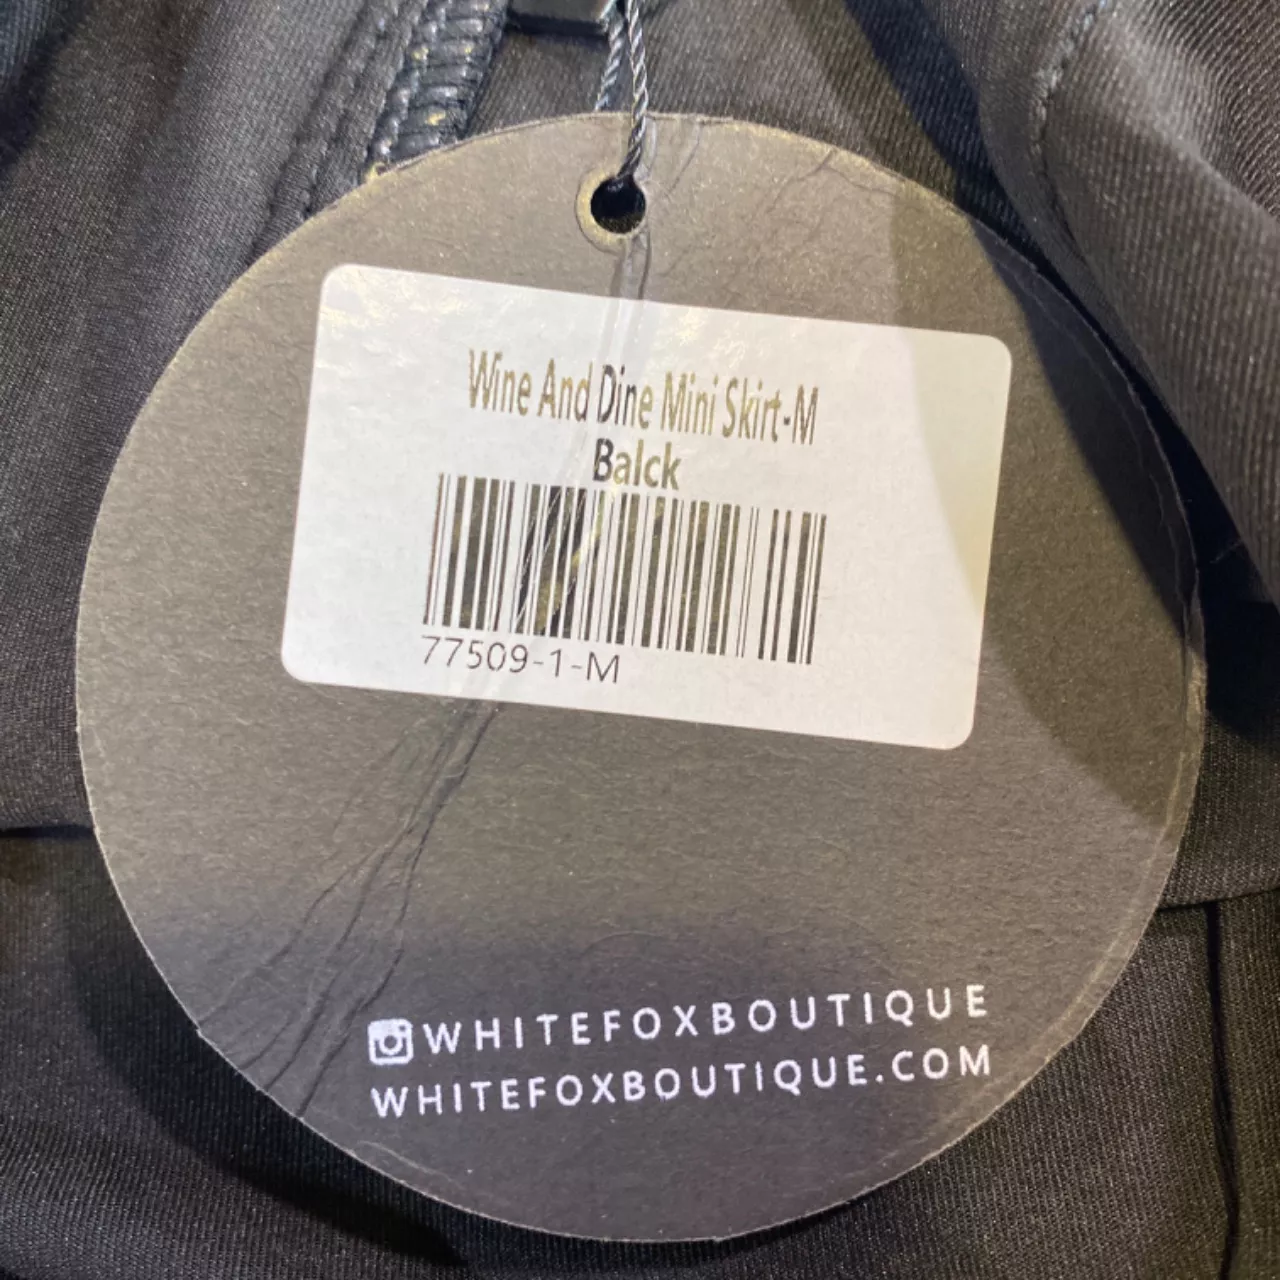 Wine And Dine Mini Skirt-M
Balck
77509-1-M
WHITEFOXBOUTIQUE
WHITEFOXBOUTIQUE.COM